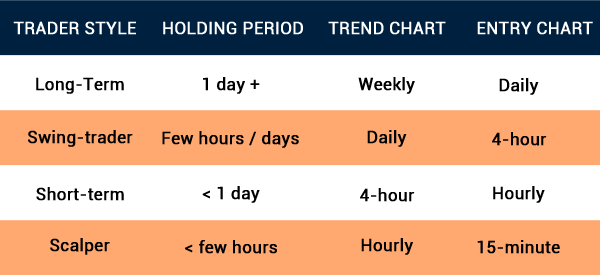 TRADER STYLE HOLDING PERIOD TREND CHART ENTRY CHART
Long-Term 1 day + Weekly Daily
Swing-trader Few hours / days Daily 4-hour
Short-term < 1 day 4-hour Hourly
Scalper < few hours Hourly 15-minute